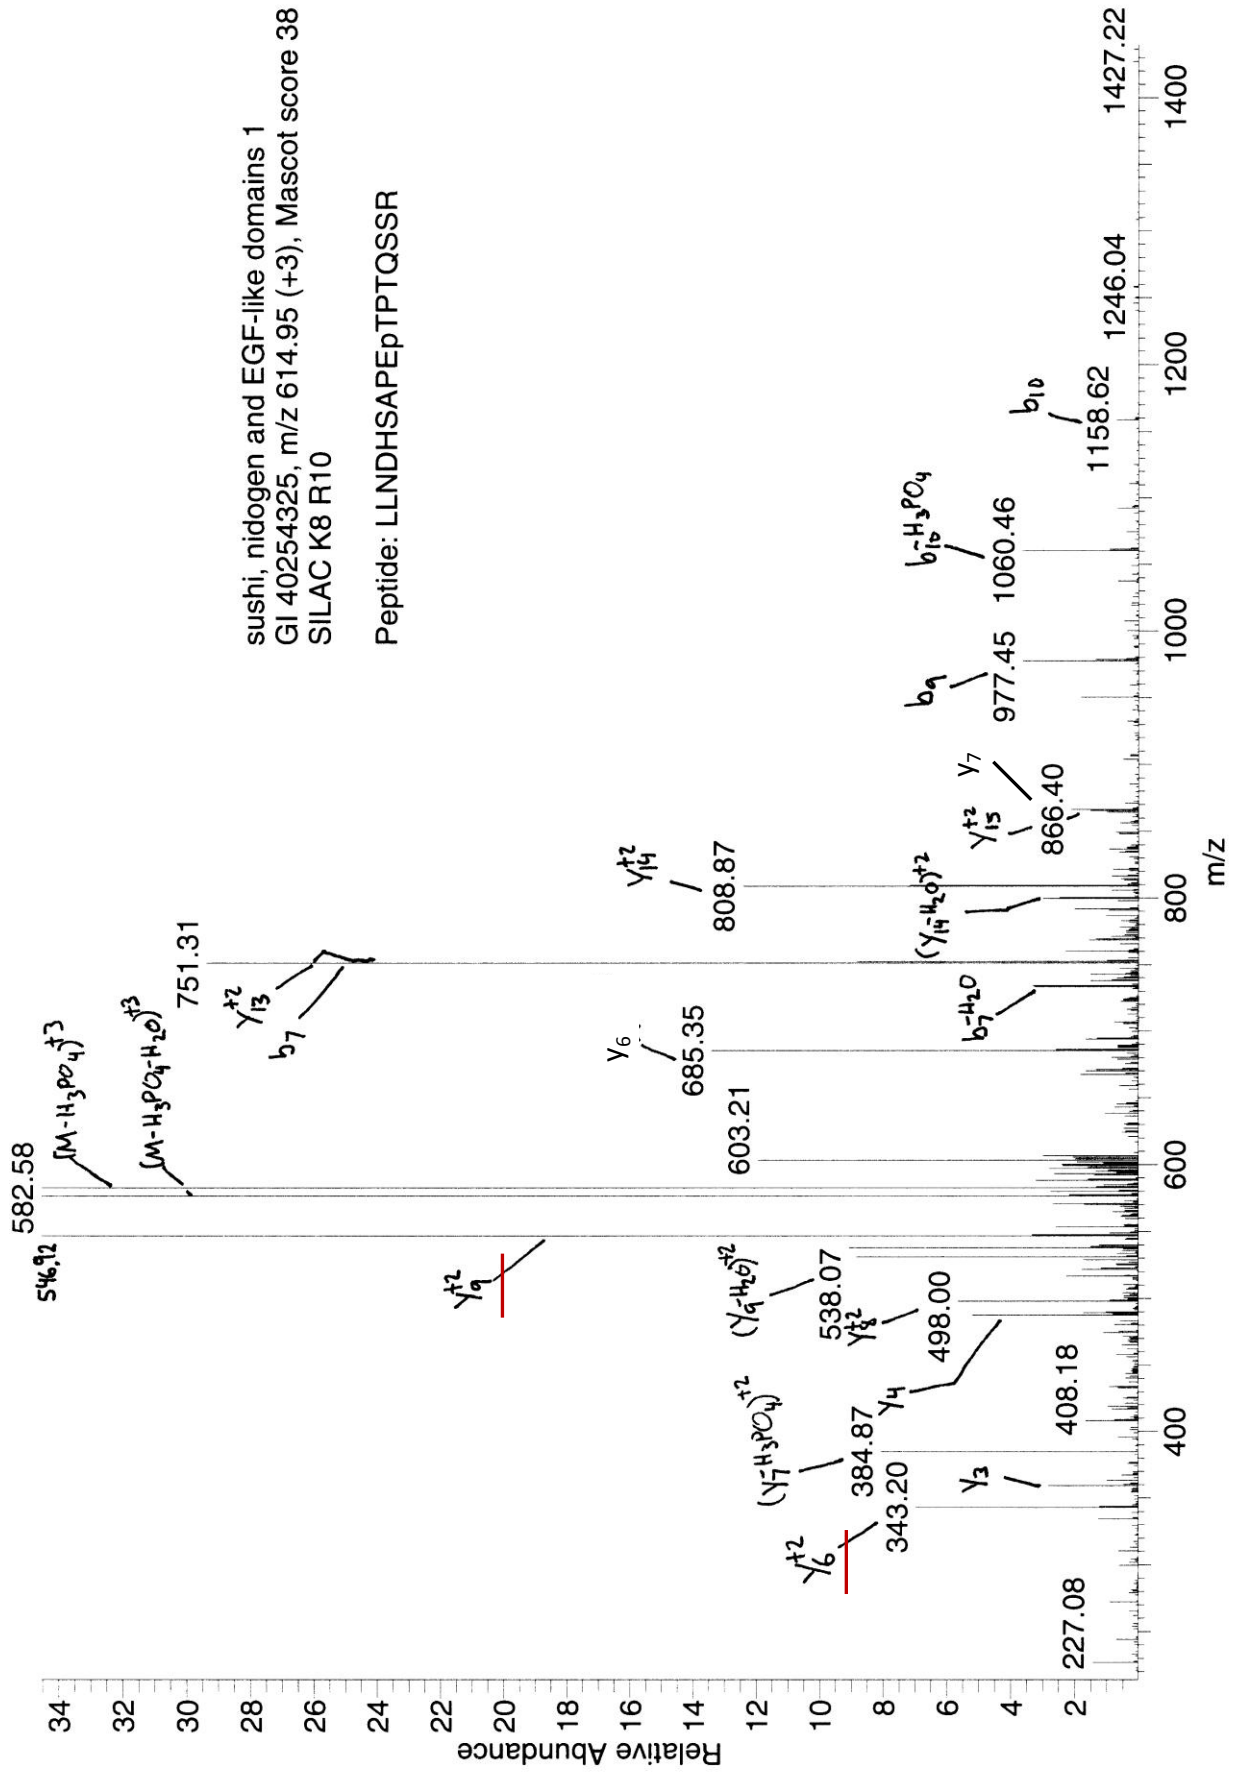 sushi, nidogen and EGF-like domains 1
GI 40254325, m/z 614.95 (+3), Mascot score 38
SILAC K8 R10
Peptide: LLNDHSAPEpTPTQSSR
Relative Abundance
34
32
30
28
26
24
22
20
18
16
14
12
10
8
6
4
2
227.08
y6+2
343.20
y3
(y7-H3PO4)+2
384.87
408.18
y4
y8+2
498.00
(y9-H2O)+2
538.07
y9+2
546.92
582.58
(M-H3PO4)+3
(M-H3PO4-H2O)+3
603.21
y6
685.35
b7-H2O
751.31
y13+2
b7
(y14-H2O)+2
y14+2
808.87
y15+2
y7
866.40
b9
977.45
b10-H3PO4
1060.46
b10
1158.62
1246.04
1427.22
400
600
800
1000
1200
1400
m/z